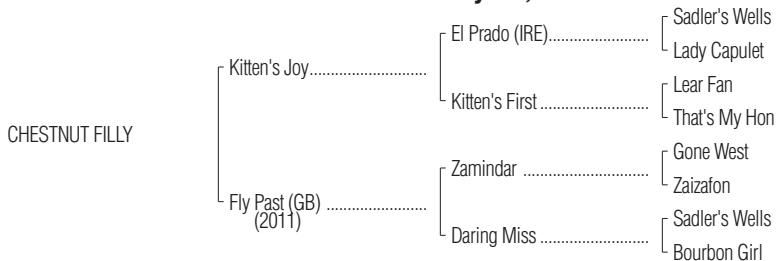 Sadler's Wells
El Prado (IRE)............................
Lady Capulet
Kitten's Joy................................
Lear Fan
Kitten's First ..............................
That's My Hon
CHESTNUT FILLY
Gone West
Zamindar ...................................
Zaizafon
Fly Past (GB) ...........................
(2011)
Sadler's Wells
Daring Miss ..............................
Bourbon Girl